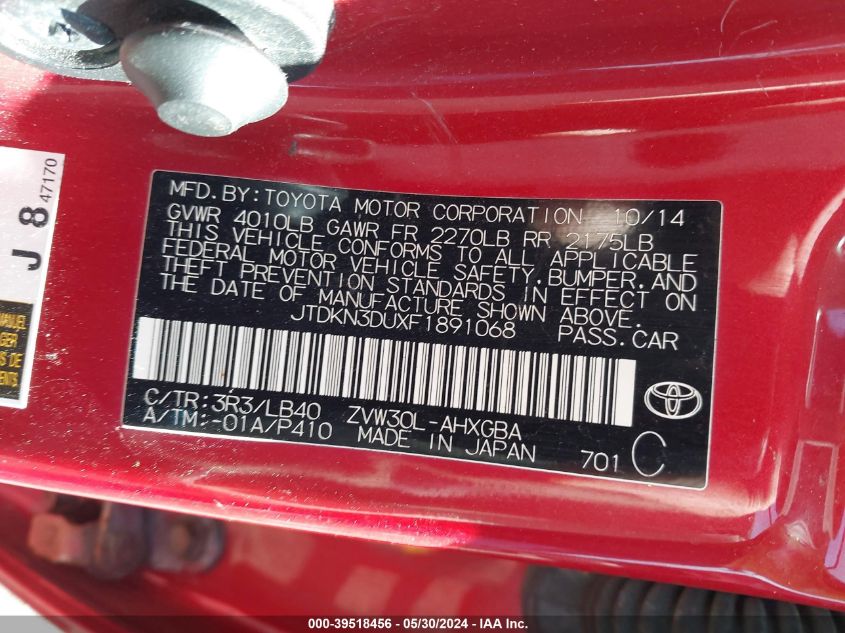 MFD. BY: TOYOTA MOTOR CORPORATION 10/14
GVWR 4010LB GAWR FR 2270LB RR 2175LB
THIS VEHICLE CONFORMS TO ALL APPLICABLE
FEDERAL MOTOR VEHICLE SAFETY, BUMPER, AND
THEFT PREVENTION STANDARDS IN EFFECT ON
THE DATE OF MANUFACTURE SHOWN ABOVE.
JTDKN3DUXF1891068 PASS.CAR
C/TR:3R3/LB40 ZVW30L-AHXGBA
A/TM:-01A/P410 MADE IN JAPAN
701 C
J 8
47170
MANUEL
S DE
000-39518456 - 05/30/2024 - IAA Inc.